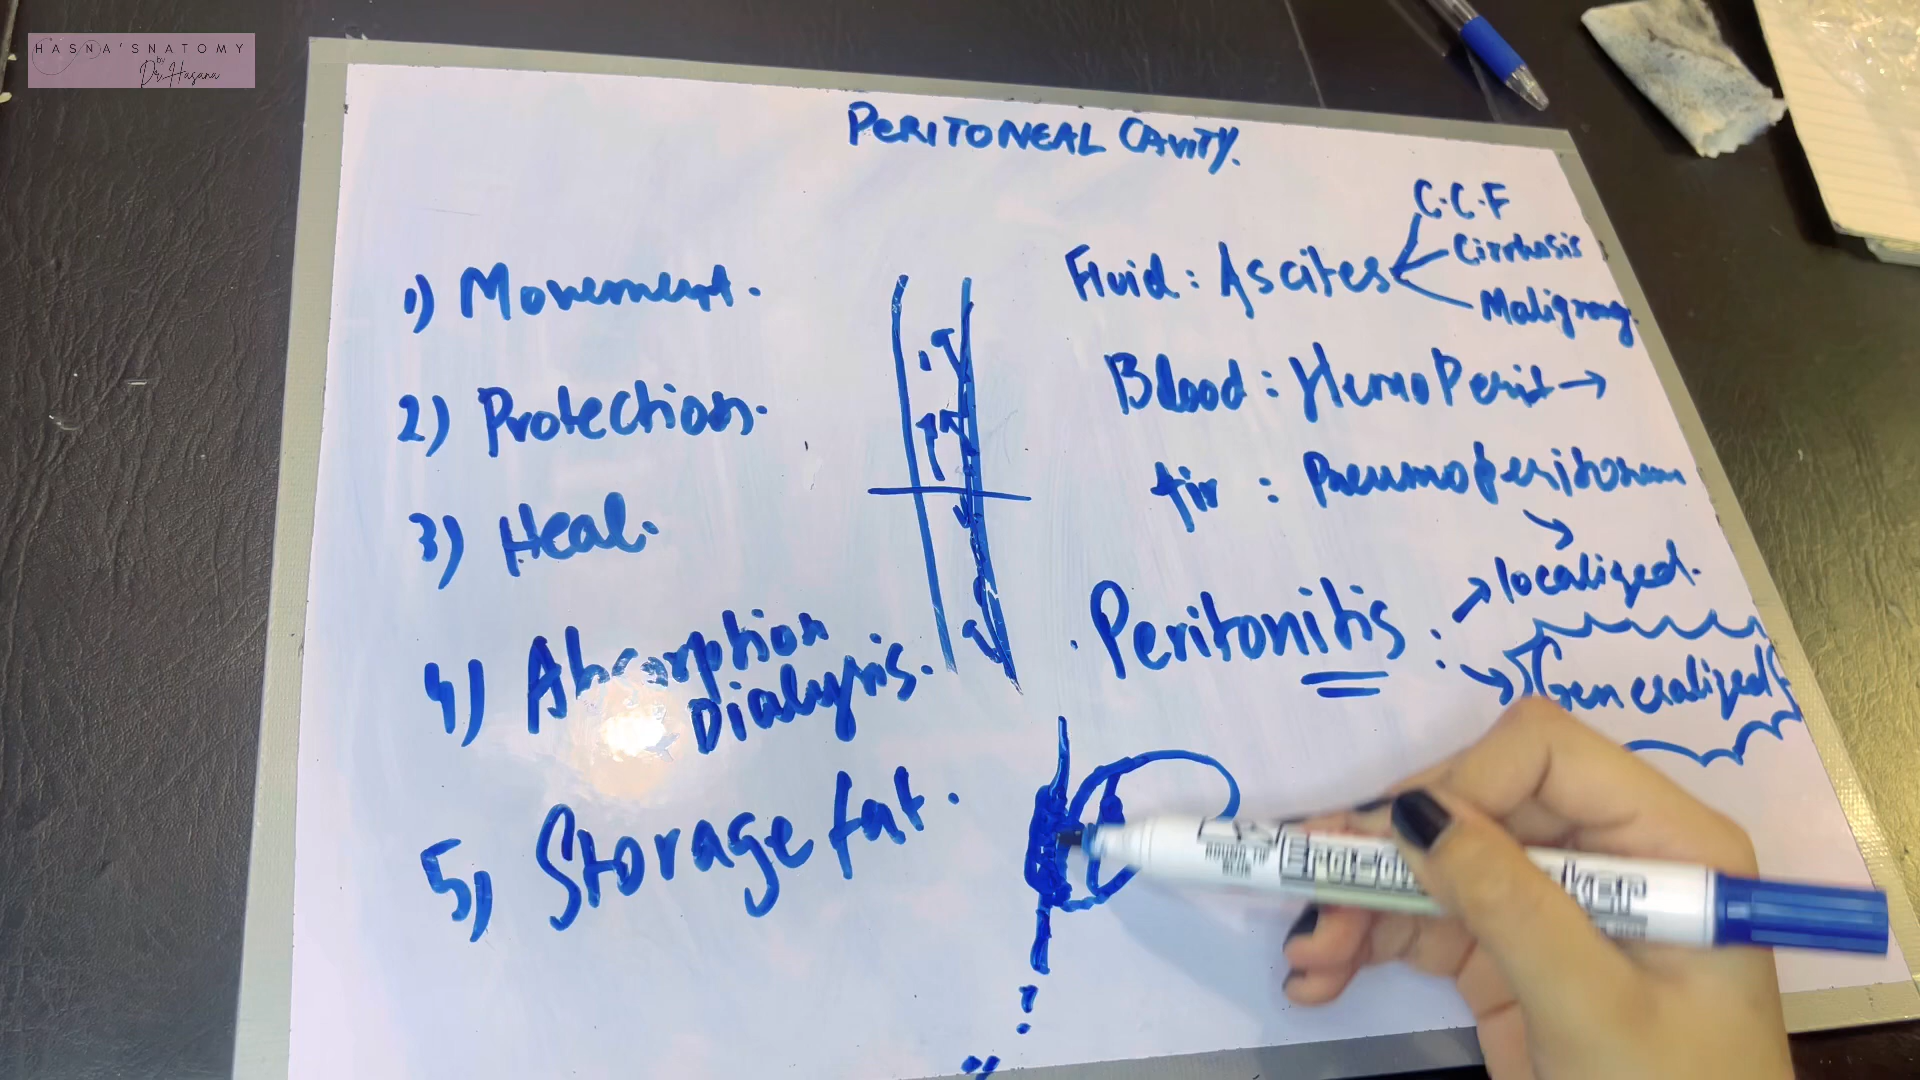 HASNA'SNATOMY
by
Dr Hasana
PERITONEAL CAVITY.
1) Movement.
2) Protection.
3) Heal.
4) Absorption
Dialysis.
5) Storage fat.
C.C.F
Fluid : Ascites
Cirrhosis
Blood : HemoPerit →
Air : Pneumoperitoneum
→ localized.
Peritonitis :
→ Generalized